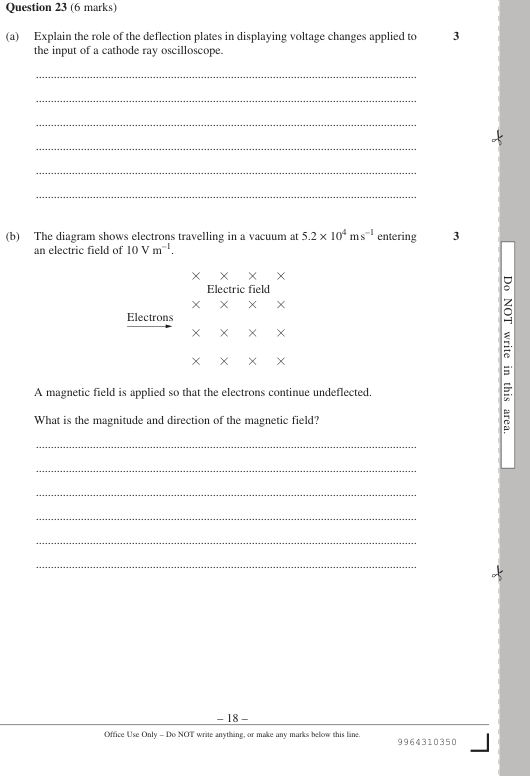 Question 23 (6 marks)
(a) Explain the role of the deflection plates in displaying voltage changes applied to 3
the input of a cathode ray oscilloscope.
(b) The diagram shows electrons travelling in a vacuum at 5.2 × 10⁴ m s⁻¹ entering 3
an electric field of 10 V m⁻¹.
× × × ×
Electric field
× × × ×
Electrons
× × × ×
× × × ×
A magnetic field is applied so that the electrons continue undeflected.
What is the magnitude and direction of the magnetic field?
Do NOT write in this area.
– 18 –
Office Use Only – Do NOT write anything, or make any marks below this line.
9964310350